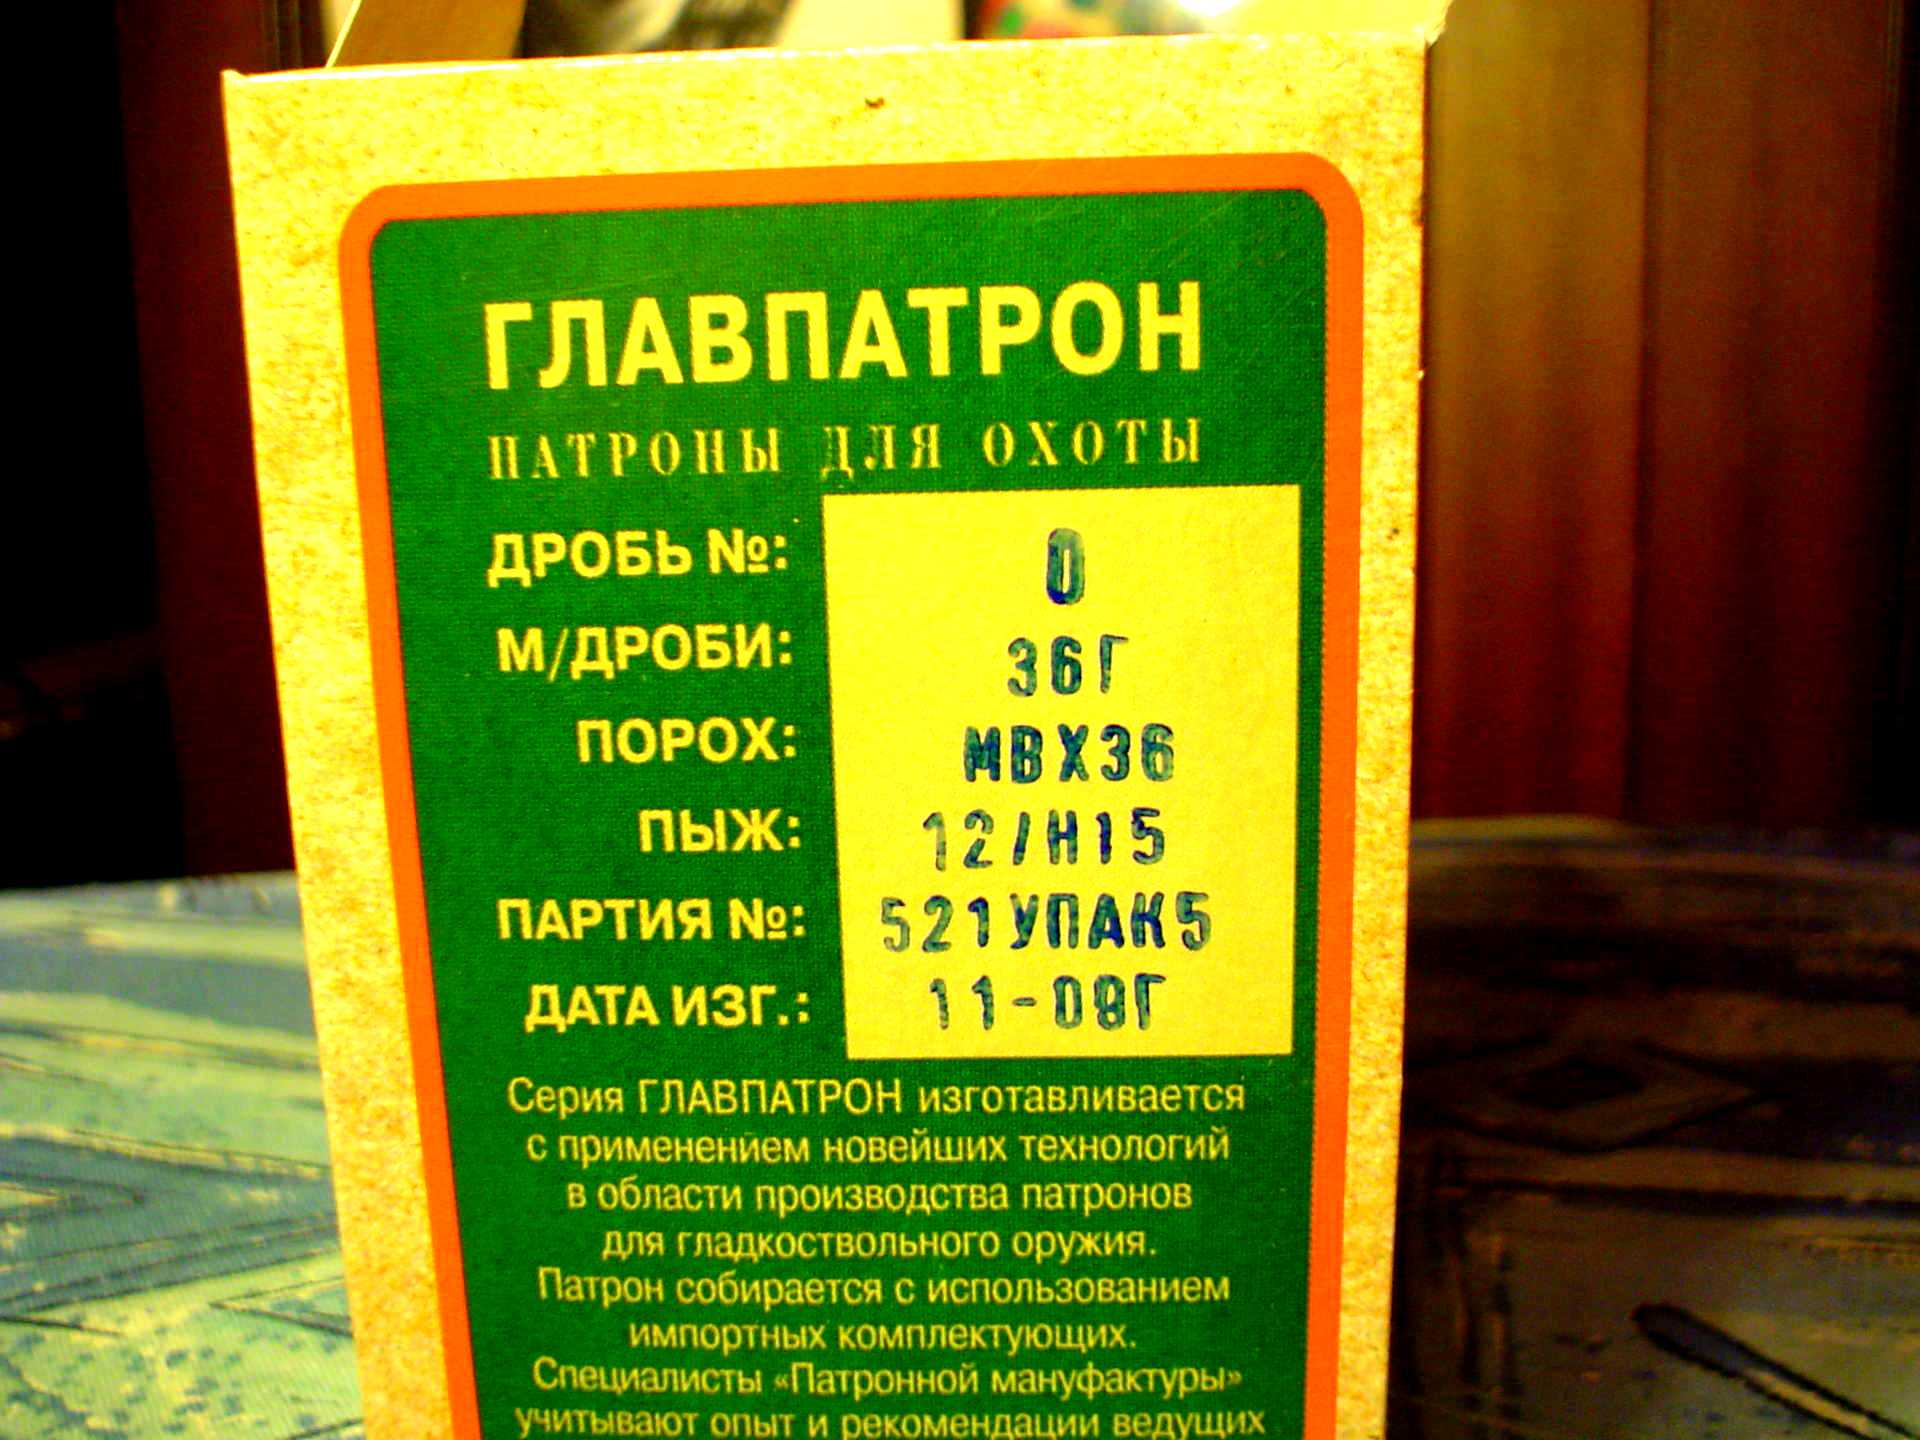 ГЛАВПАТРОН
ПАТРОНЫ ДЛЯ ОХОТЫ
ДРОБЬ №: 0
М/ДРОБИ: 36Г
ПОРОХ: МВХ36
ПЫЖ: 12/Н15
ПАРТИЯ №: 521УПАК5
ДАТА ИЗГ.: 11-09Г
Серия ГЛАВПАТРОН изготавливается
с применением новейших технологий
в области производства патронов
для гладкоствольного оружия.
Патрон собирается с использованием
импортных комплектующих.
Специалисты «Патронной мануфактуры»
учитывают опыт и рекомендации ведущих